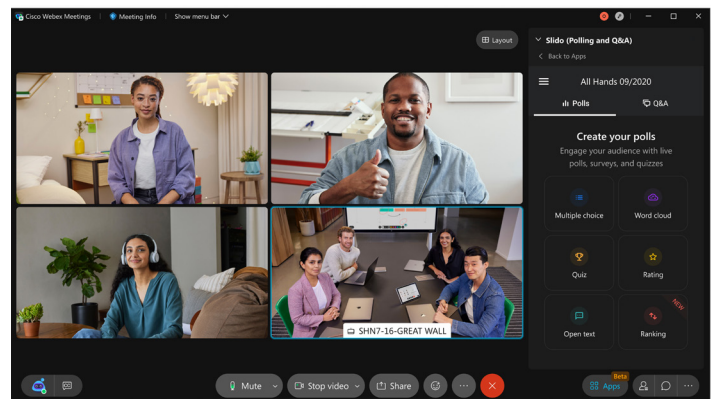 Cisco Webex Meetings
Meeting Info
Show menu bar
Layout
Slido (Polling and Q&A)
Back to Apps
All Hands 09/2020
Polls
Q&A
Create your polls
Engage your audience with live
polls, surveys, and quizzes
Multiple choice
Word cloud
Quiz
Rating
Open text
NEW
Ranking
SHN7-16-GREAT WALL
CC
Mute
Stop video
Share
Beta
Apps